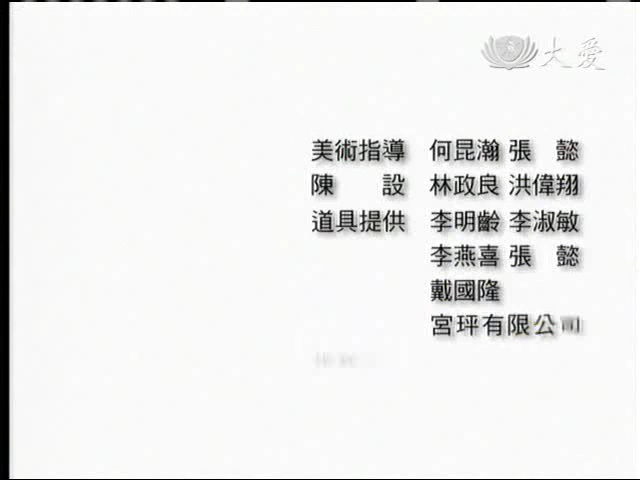 大愛
美術指導 何昆瀚 張 懿
陳 設 林政良 洪偉翔
道具提供 李明齡 李淑敏
李燕喜 張 懿
戴國隆
宮玶有限公司